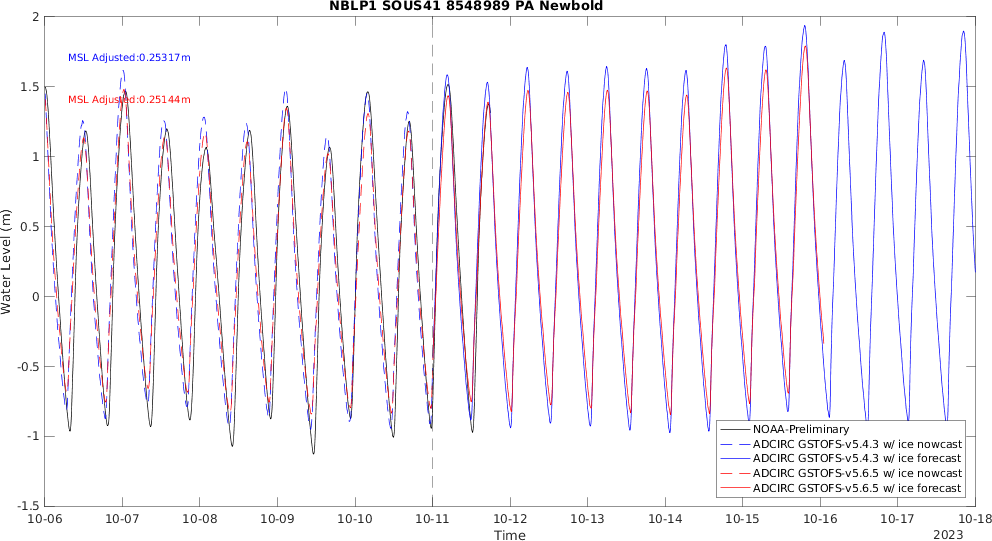 NBLP1 SOUS41 8548989 PA Newbold
MSL Adjusted:0.25317m
MSL Adjusted:0.25144m
Water Level (m)
2
1.5
1
0.5
0
-0.5
-1
-1.5
NOAA-Preliminary
ADCIRC GSTOFS-v5.4.3 w/ ice nowcast
ADCIRC GSTOFS-v5.4.3 w/ ice forecast
ADCIRC GSTOFS-v5.6.5 w/ ice nowcast
ADCIRC GSTOFS-v5.6.5 w/ ice forecast
10-06 10-07 10-08 10-09 10-10 10-11 10-12 10-13 10-14 10-15 10-16 10-17 10-18
Time
2023